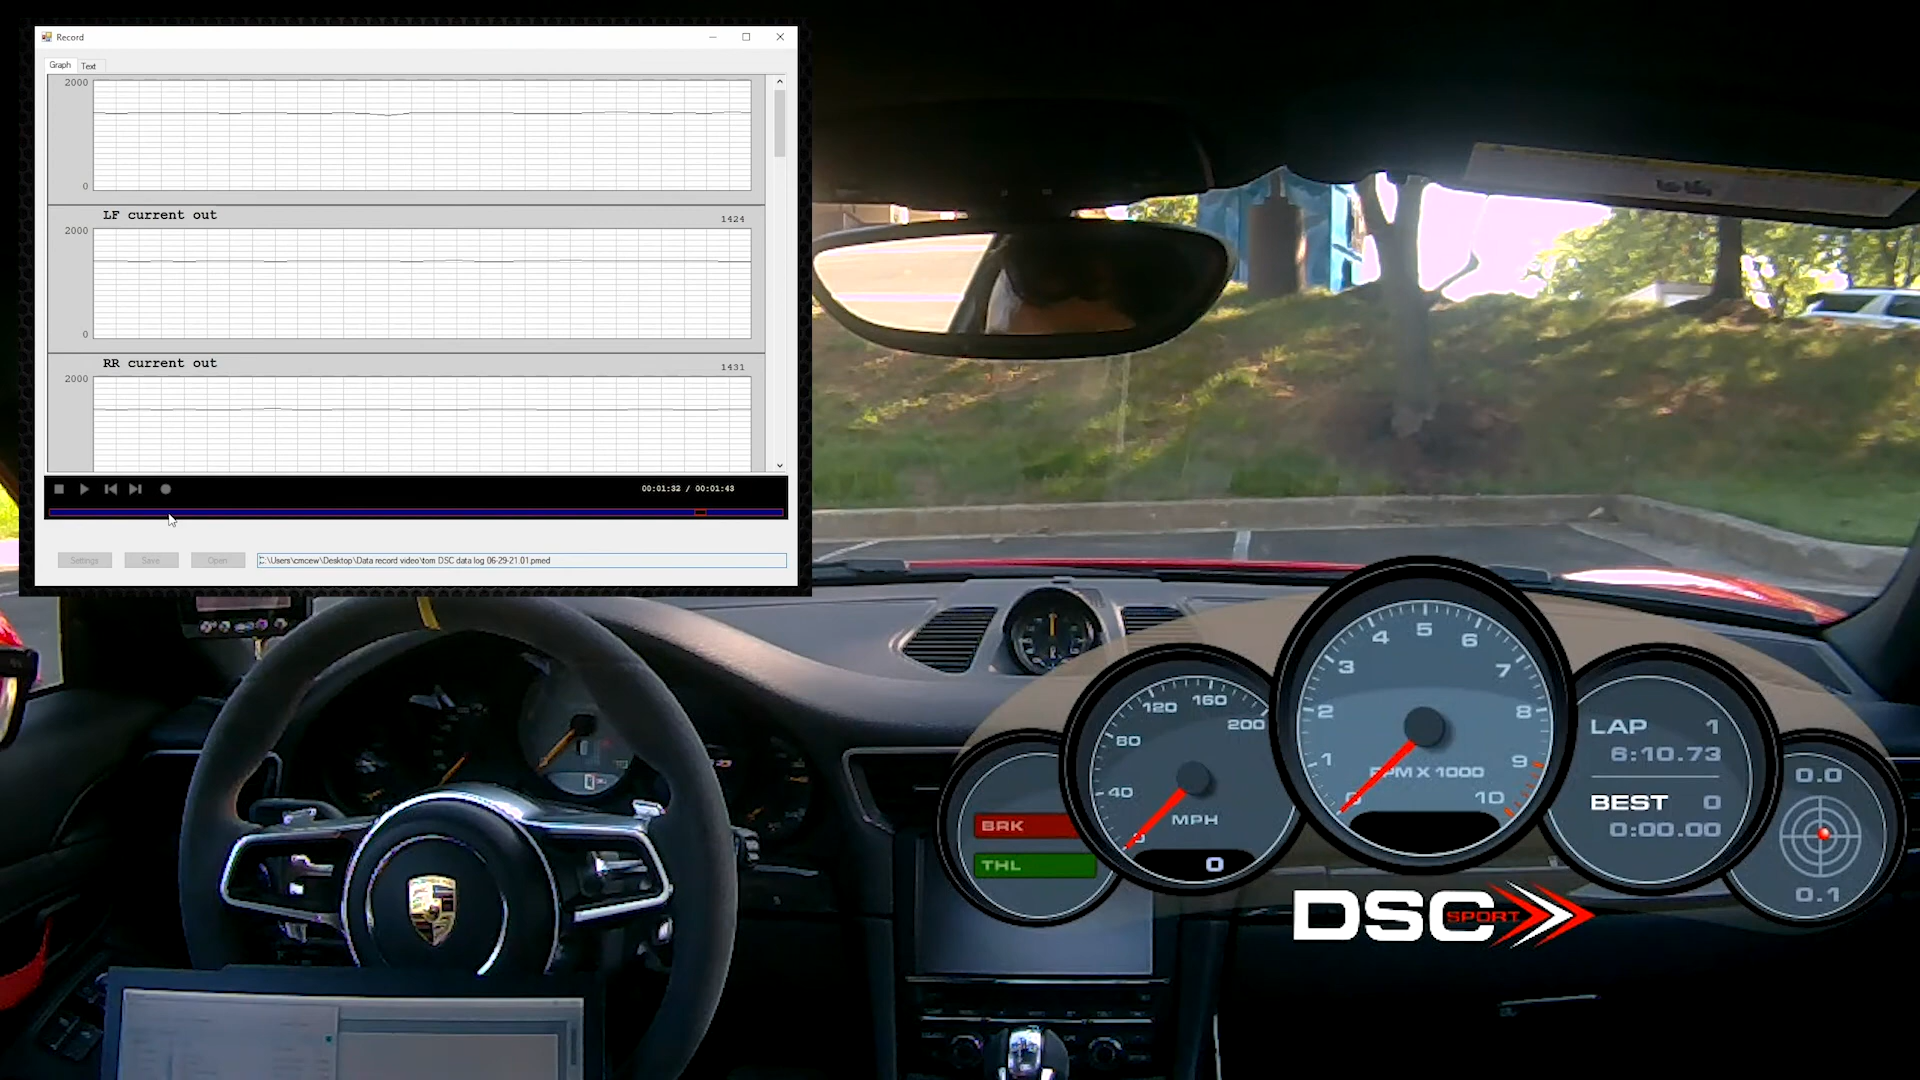 Record
Graph Text
2000
0
LF current out
1424
2000
0
RR current out
1431
2000
00:01:32 / 00:01:43
Settings Save Open C:\Users\cmcew\Desktop\Data record video\tom DSC data log 06-29-21.01.pmed
BRK
THL
0 40 80 120 160 200
MPH
0
0 1 2 3 4 5 6 7 8 9 10
RPM X 1000
LAP 1
6:10.73
BEST 0
0:00.00
0.0
0.1
DSC SPORT